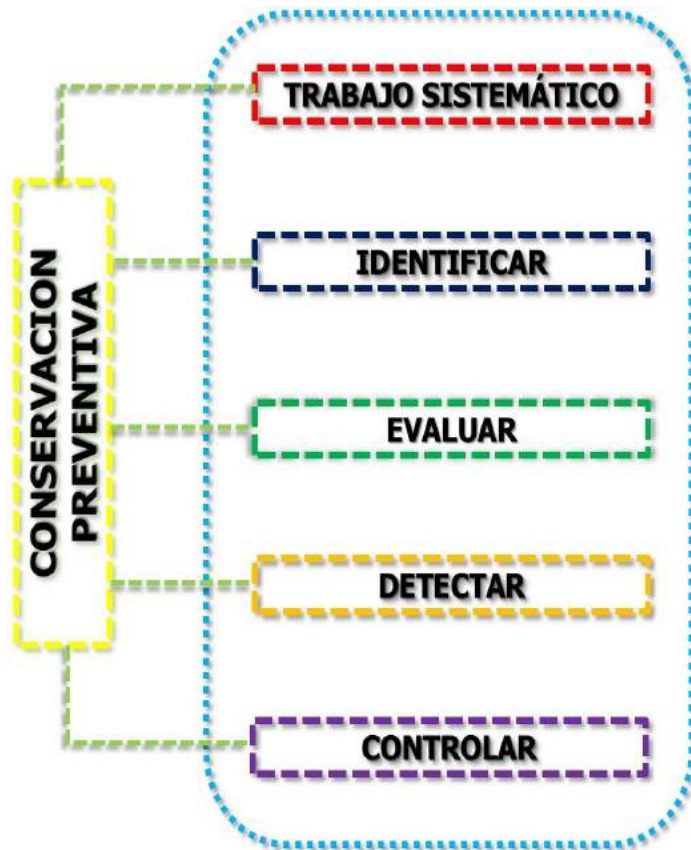 CONSERVACION
PREVENTIVA
TRABAJO SISTEMÁTICO
IDENTIFICAR
EVALUAR
DETECTAR
CONTROLAR